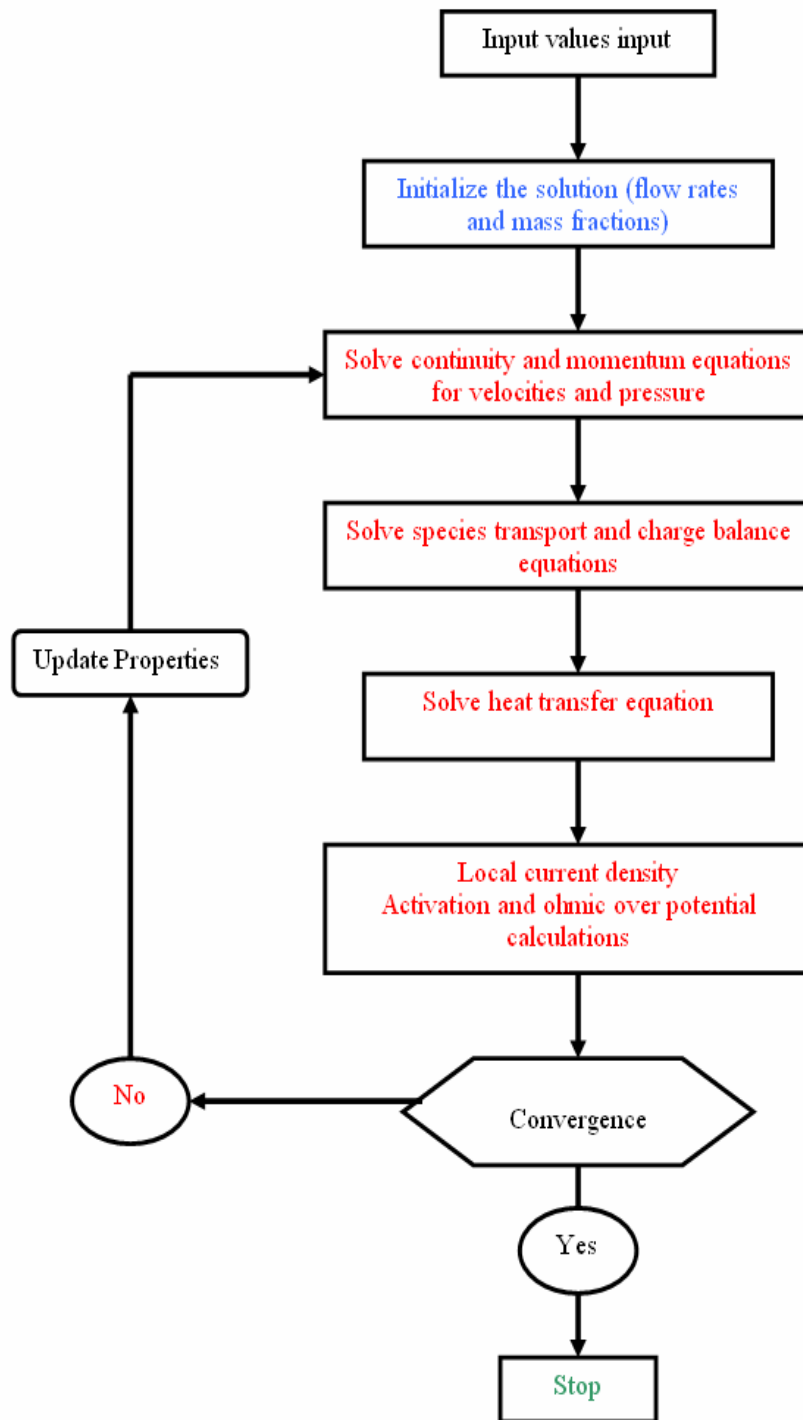 Input values input
Initialize the solution (flow rates
and mass fractions)
Solve continuity and momentum equations
for velocities and pressure
Solve species transport and charge balance
equations
Update Properties
Solve heat transfer equation
Local current density
Activation and ohmic over potential
calculations
No
Convergence
Yes
Stop